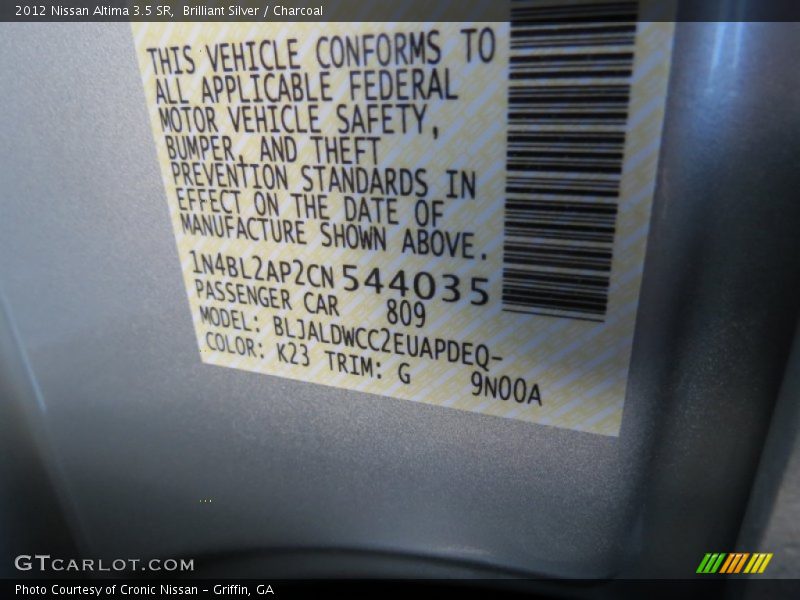 2012 Nissan Altima 3.5 SR, Brilliant Silver / Charcoal
THIS VEHICLE CONFORMS TO
ALL APPLICABLE FEDERAL
MOTOR VEHICLE SAFETY,
BUMPER, AND THEFT
PREVENTION STANDARDS IN
EFFECT ON THE DATE OF
MANUFACTURE SHOWN ABOVE.
1N4BL2AP2CN544035
PASSENGER CAR 809
MODEL: BLJALDWCC2EUAPDEQ-
COLOR: K23 TRIM: G 9N00A
GTCARLOT.COM
Photo Courtesy of Cronic Nissan - Griffin, GA